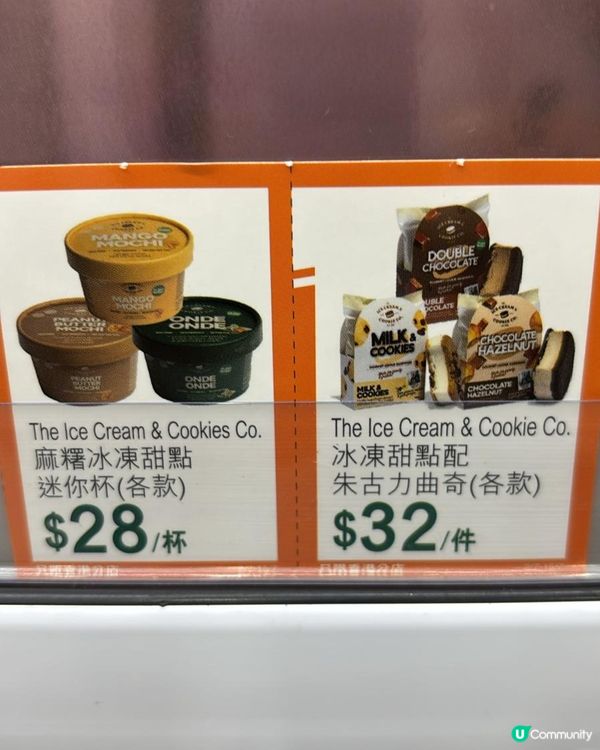 MANGO
MOCHI
MANGO
MOCHI
PEANUT
BUTTER
MOCHI
PEANUT
BUTTER
MOCHI
ONDE
ONDE
ONDE
ONDE
The Ice Cream & Cookies Co.
麻糬冰凍甜點
迷你杯(各款)
$28/杯
DOUBLE
CHOCOLATE
DOUBLE
CHOCOLATE
MILK &
COOKIES
MILK &
COOKIES
CHOCOLATE
HAZELNUT
CHOCOLATE
HAZELNUT
The Ice Cream & Cookie Co.
冰凍甜點配
朱古力曲奇(各款)
$32/件
U Community